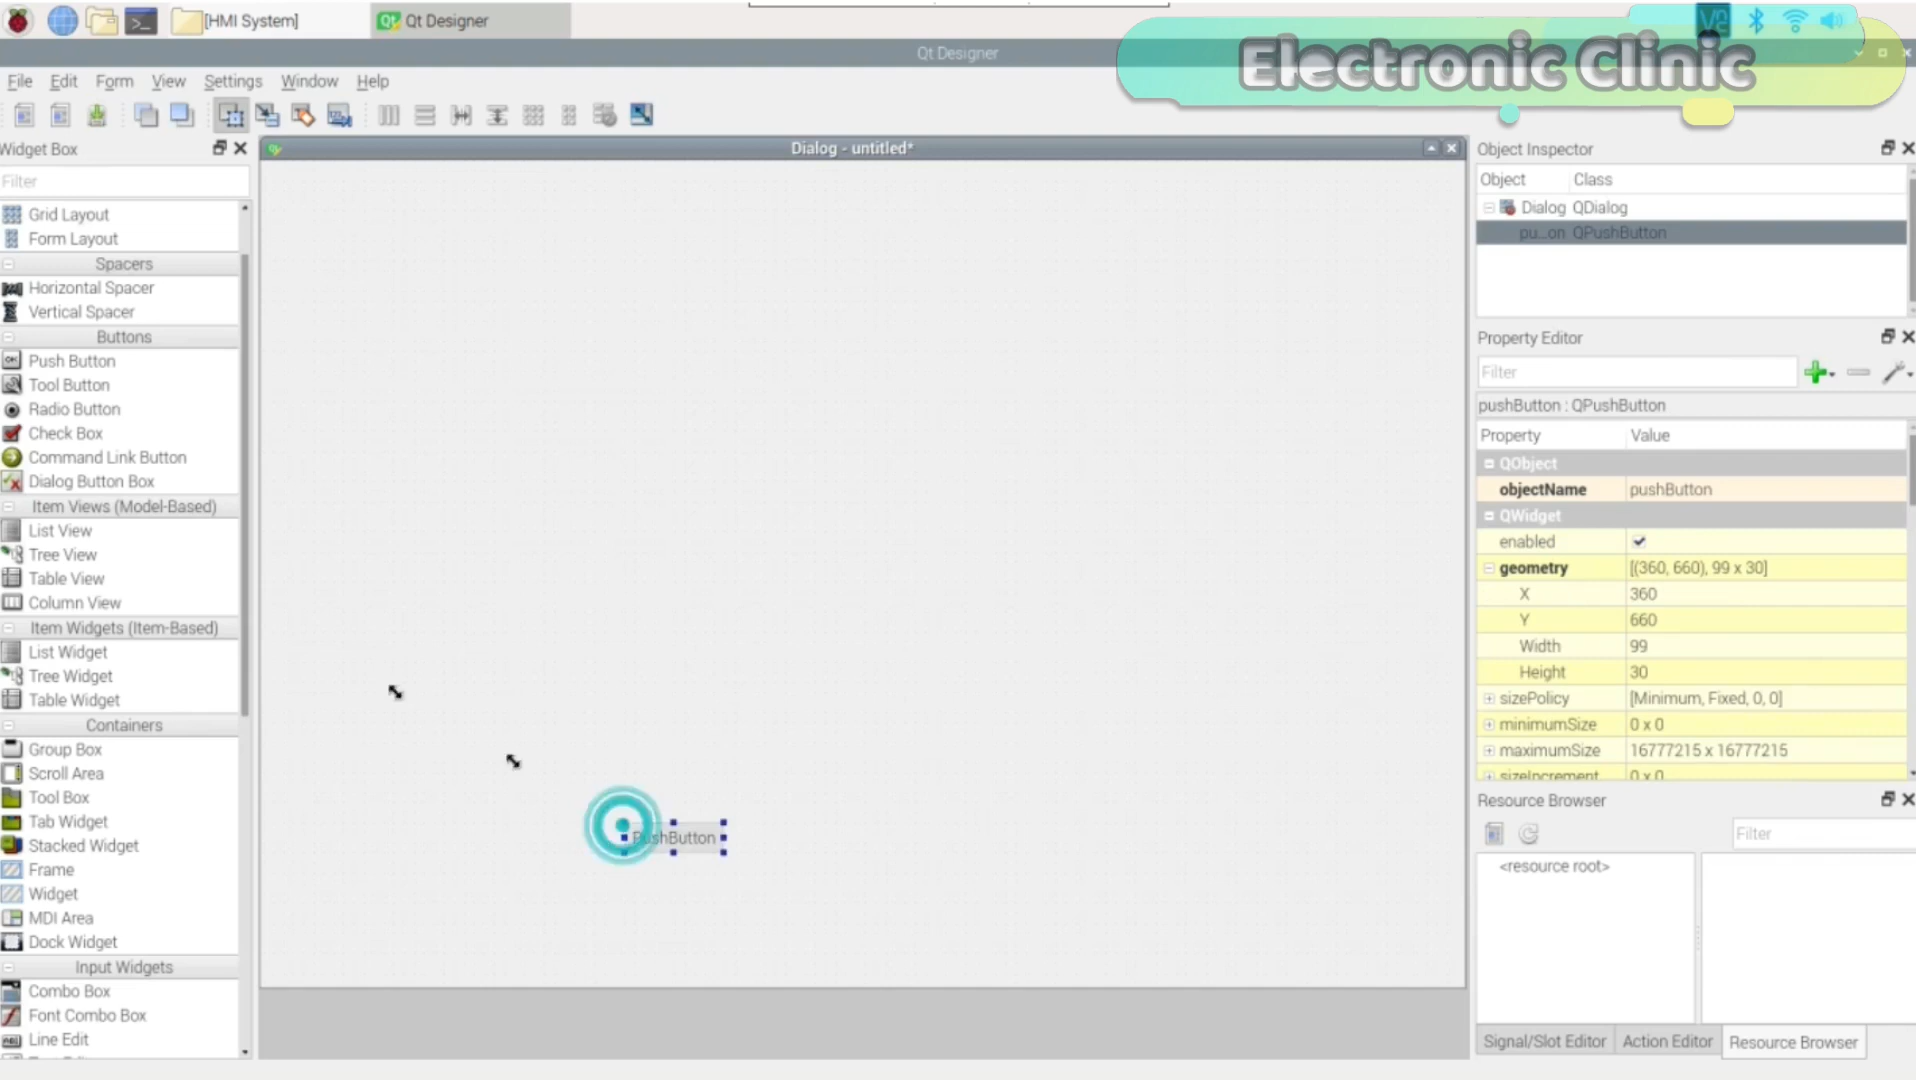 [HMI System]
Qt Designer
Qt Designer
Electronic Clinic
File Edit Form View Settings Window Help
Widget Box
Filter
Grid Layout
Form Layout
Spacers
Horizontal Spacer
Vertical Spacer
Buttons
Push Button
Tool Button
Radio Button
Check Box
Command Link Button
Dialog Button Box
Item Views (Model-Based)
List View
Tree View
Table View
Column View
Item Widgets (Item-Based)
List Widget
Tree Widget
Table Widget
Containers
Group Box
Scroll Area
Tool Box
Tab Widget
Stacked Widget
Frame
Widget
MDI Area
Dock Widget
Input Widgets
Combo Box
Font Combo Box
Line Edit
Dialog - untitled*
PushButton
Object Inspector
Object Class
Dialog QDialog
pu...on QPushButton
Property Editor
Filter
pushButton : QPushButton
Property Value
QObject
objectName pushButton
QWidget
enabled
geometry [(360, 660), 99 x 30]
X 360
Y 660
Width 99
Height 30
sizePolicy [Minimum, Fixed, 0, 0]
minimumSize 0 x 0
maximumSize 16777215 x 16777215
sizeIncrement 0 x 0
Resource Browser
Filter
<resource root>
Signal/Slot Editor Action Editor Resource Browser